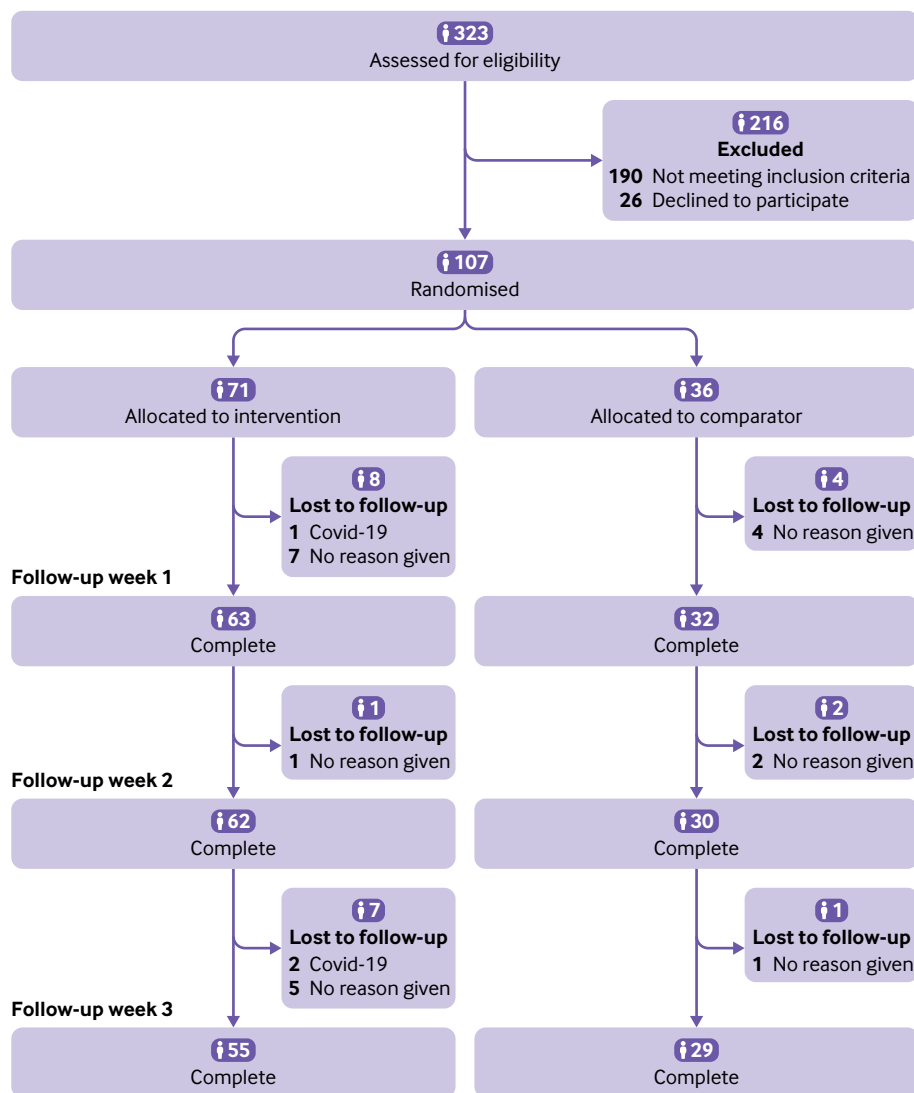 323
Assessed for eligibility
216
Excluded
190 Not meeting inclusion criteria
26 Declined to participate
107
Randomised
71
Allocated to intervention
36
Allocated to comparator
8
Lost to follow-up
1 Covid-19
7 No reason given
4
Lost to follow-up
4 No reason given
Follow-up week 1
63
Complete
32
Complete
1
Lost to follow-up
1 No reason given
2
Lost to follow-up
2 No reason given
Follow-up week 2
62
Complete
30
Complete
7
Lost to follow-up
2 Covid-19
5 No reason given
1
Lost to follow-up
1 No reason given
Follow-up week 3
55
Complete
29
Complete